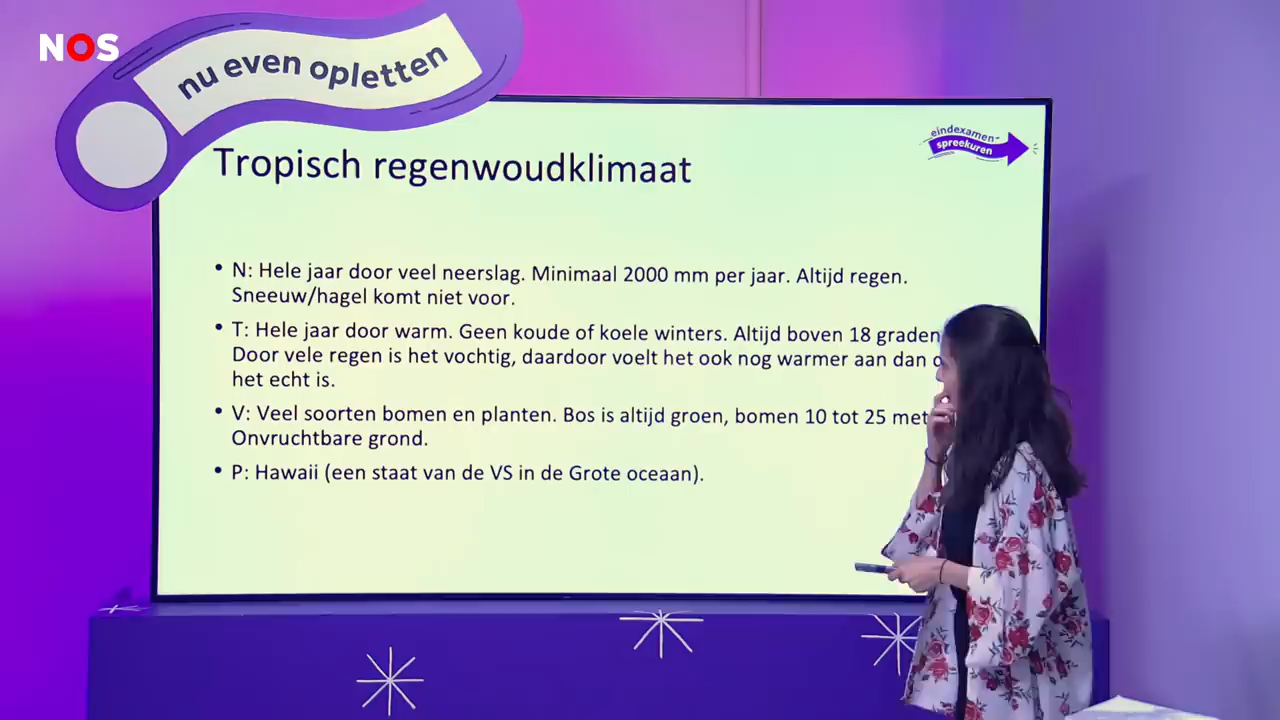 NOS
nu even opletten
eindexamen-
spreekuren
Tropisch regenwoudklimaat
• N: Hele jaar door veel neerslag. Minimaal 2000 mm per jaar. Altijd regen.
Sneeuw/hagel komt niet voor.
• T: Hele jaar door warm. Geen koude of koele winters. Altijd boven 18 graden
Door vele regen is het vochtig, daardoor voelt het ook nog warmer aan dan
het echt is.
• V: Veel soorten bomen en planten. Bos is altijd groen, bomen 10 tot 25
Onvruchtbare grond.
• P: Hawaii (een staat van de VS in de Grote oceaan).